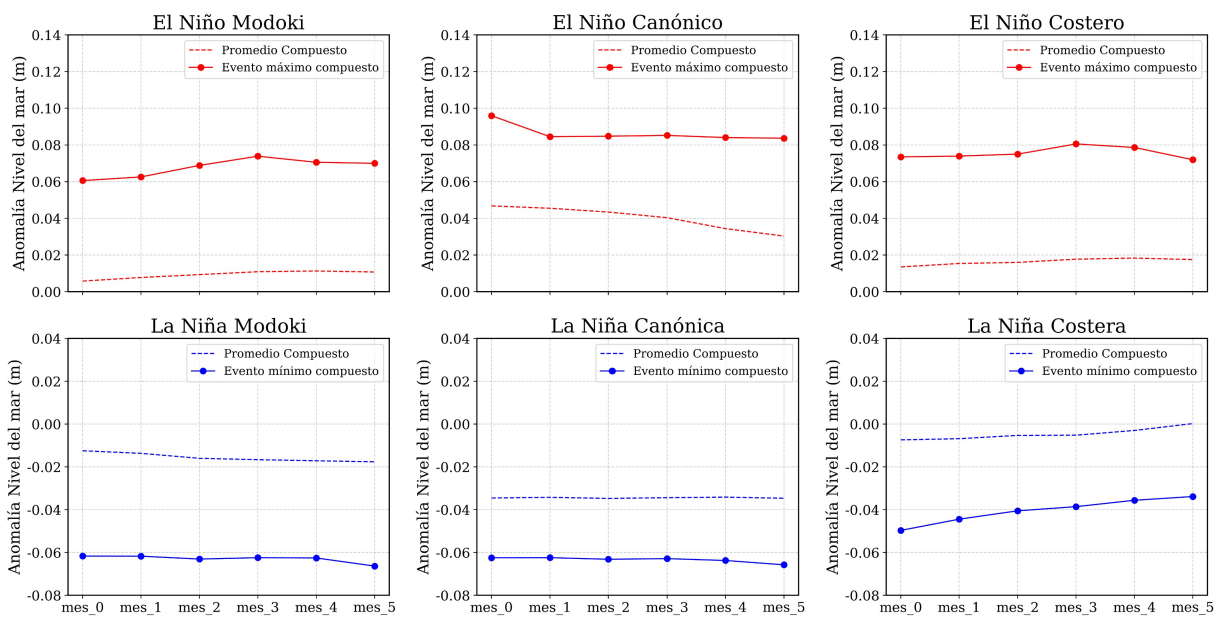 El Niño Modoki
Anomalía Nivel del mar (m)
0.14
0.12
0.10
0.08
0.06
0.04
0.02
0.00
Promedio Compuesto
Evento máximo compuesto
El Niño Canónico
Anomalía Nivel del mar (m)
0.14
0.12
0.10
0.08
0.06
0.04
0.02
0.00
Promedio Compuesto
Evento máximo compuesto
El Niño Costero
Anomalía Nivel del mar (m)
0.14
0.12
0.10
0.08
0.06
0.04
0.02
0.00
Promedio Compuesto
Evento máximo compuesto
La Niña Modoki
Anomalía Nivel del mar (m)
0.04
0.02
0.00
-0.02
-0.04
-0.06
-0.08
Promedio Compuesto
Evento mínimo compuesto
mes_0 mes_1 mes_2 mes_3 mes_4 mes_5
La Niña Canónica
Anomalía Nivel del mar (m)
0.04
0.02
0.00
-0.02
-0.04
-0.06
-0.08
Promedio Compuesto
Evento mínimo compuesto
mes_0 mes_1 mes_2 mes_3 mes_4 mes_5
La Niña Costera
Anomalía Nivel del mar (m)
0.04
0.02
0.00
-0.02
-0.04
-0.06
-0.08
Promedio Compuesto
Evento mínimo compuesto
mes_0 mes_1 mes_2 mes_3 mes_4 mes_5